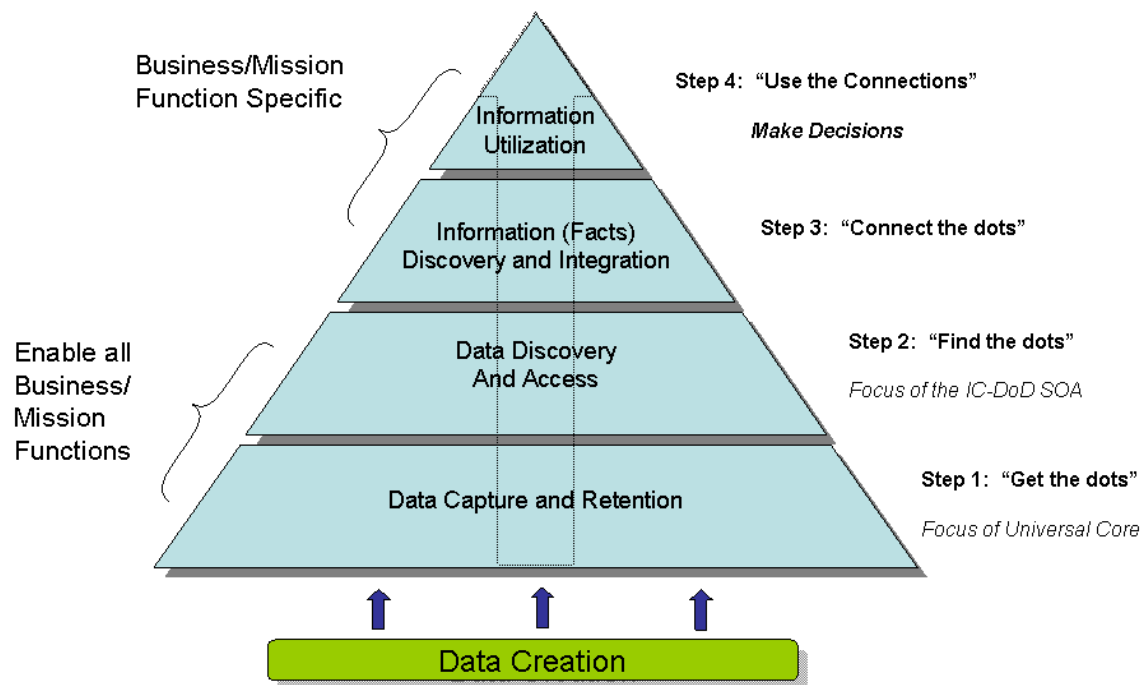 Business/Mission
Function Specific
Step 4: “Use the Connections”
Make Decisions
Information
Utilization
Step 3: “Connect the dots”
Information (Facts)
Discovery and Integration
Enable all
Business/
Mission
Functions
Step 2: “Find the dots”
Focus of the IC-DoD SOA
Data Discovery
And Access
Step 1: “Get the dots”
Focus of Universal Core
Data Capture and Retention
Data Creation